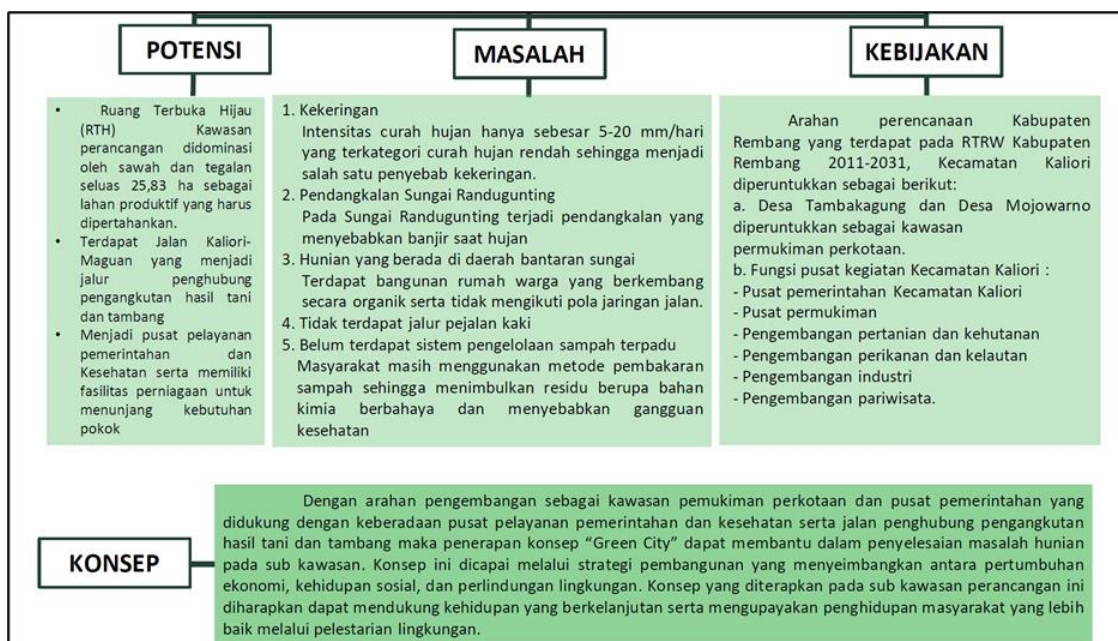 POTENSI
• Ruang Terbuka Hijau
(RTH) Kawasan
perancangan didominasi
oleh sawah dan tegalan
seluas 25,83 ha sebagai
lahan produktif yang harus
dipertahankan.
• Terdapat Jalan Kaliori-
Maguan yang menjadi
jalur penghubung
pengangkutan hasil tani
dan tambang
• Menjadi pusat pelayanan
pemerintahan dan
Kesehatan serta memiliki
fasilitas perniagaan untuk
menunjang kebutuhan
pokok
MASALAH
1. Kekeringan
Intensitas curah hujan hanya sebesar 5-20 mm/hari
yang terkategori curah hujan rendah sehingga menjadi
salah satu penyebab kekeringan.
2. Pendangkalan Sungai Randugunting
Pada Sungai Randugunting terjadi pendangkalan yang
menyebabkan banjir saat hujan
3. Hunian yang berada di daerah bantaran sungai
Terdapat bangunan rumah warga yang berkembang
secara organik serta tidak mengikuti pola jaringan jalan.
4. Tidak terdapat jalur pejalan kaki
5. Belum terdapat sistem pengelolaan sampah terpadu
Masyarakat masih menggunakan metode pembakaran
sampah sehingga menimbulkan residu berupa bahan
kimia berbahaya dan menyebabkan gangguan
kesehatan
KEBIJAKAN
Arahan perencanaan Kabupaten
Rembang yang terdapat pada RTRW Kabupaten
Rembang 2011-2031, Kecamatan Kaliori
diperuntukkan sebagai berikut:
a. Desa Tambakagung dan Desa Mojowarno
diperuntukkan sebagai kawasan
permukiman perkotaan.
b. Fungsi pusat kegiatan Kecamatan Kaliori :
- Pusat pemerintahan Kecamatan Kaliori
- Pusat permukiman
- Pengembangan pertanian dan kehutanan
- Pengembangan perikanan dan kelautan
- Pengembangan industri
- Pengembangan pariwisata.
KONSEP
Dengan arahan pengembangan sebagai kawasan pemukiman perkotaan dan pusat pemerintahan yang
didukung dengan keberadaan pusat pelayanan pemerintahan dan kesehatan serta jalan penghubung pengangkutan
hasil tani dan tambang maka penerapan konsep “Green City” dapat membantu dalam penyelesaian masalah hunian
pada sub kawasan. Konsep ini dicapai melalui strategi pembangunan yang menyeimbangkan antara pertumbuhan
ekonomi, kehidupan sosial, dan perlindungan lingkungan. Konsep yang diterapkan pada sub kawasan perancangan ini
diharapkan dapat mendukung kehidupan yang berkelanjutan serta mengupayakan penghidupan masyarakat yang lebih
baik melalui pelestarian lingkungan.